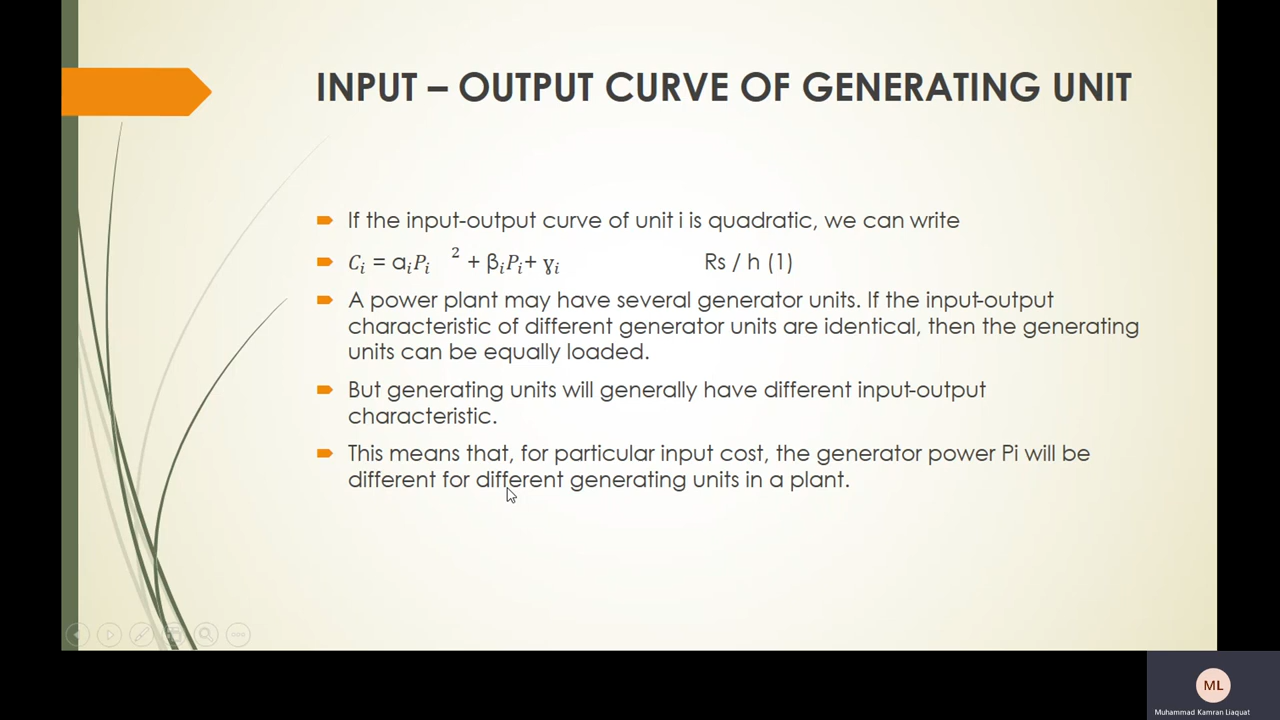 INPUT – OUTPUT CURVE OF GENERATING UNIT
If the input-output curve of unit i is quadratic, we can write
Cᵢ = αᵢPᵢ ² + βᵢPᵢ+ γᵢ Rs / h (1)
A power plant may have several generator units. If the input-output
characteristic of different generator units are identical, then the generating
units can be equally loaded.
But generating units will generally have different input-output
characteristic.
This means that, for particular input cost, the generator power Pi will be
different for different generating units in a plant.
ML
Muhammad Kamran Liaquat